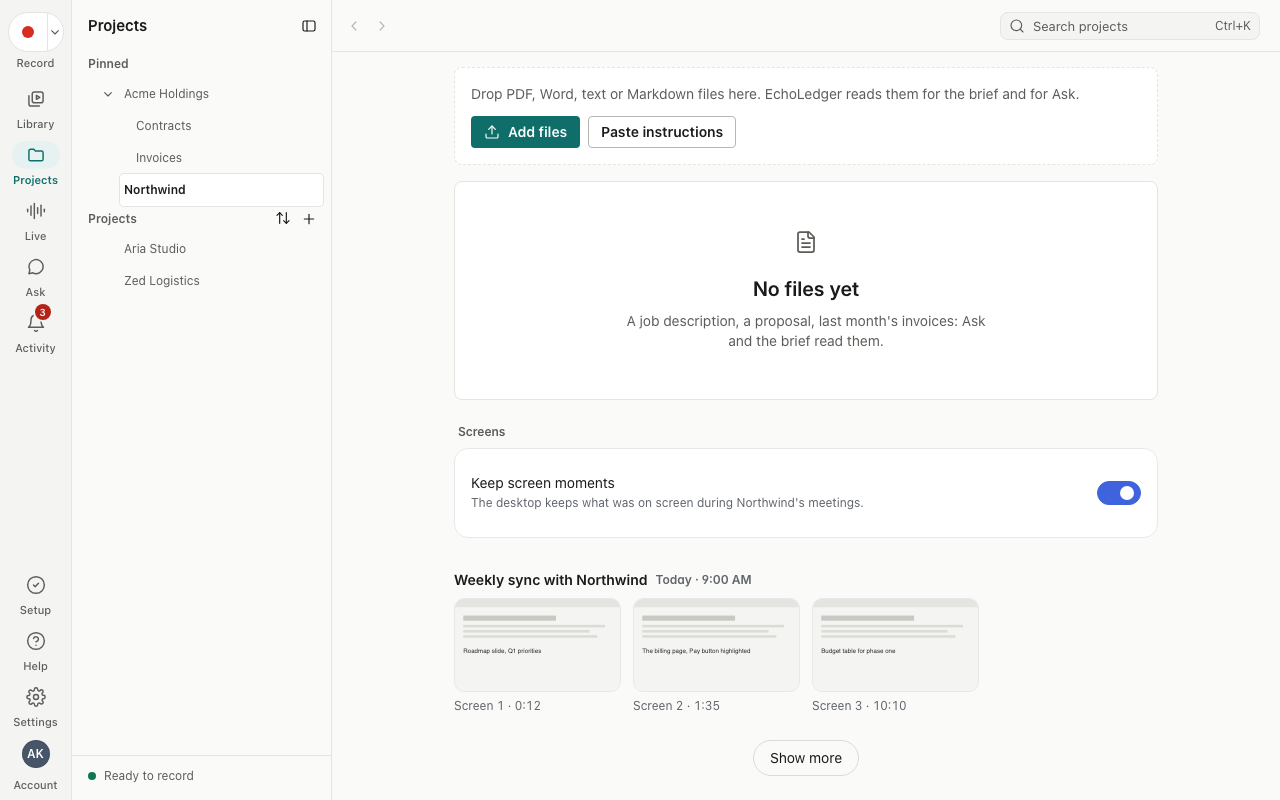 Record
Library
Projects
Live
Ask
3
Activity
Setup
Help
Settings
AK
Account
Projects
Pinned
Acme Holdings
Contracts
Invoices
Northwind
Projects
Aria Studio
Zed Logistics
Ready to record
Search projects
Ctrl+K
Drop PDF, Word, text or Markdown files here. EchoLedger reads them for the brief and for Ask.
Add files
Paste instructions
No files yet
A job description, a proposal, last month's invoices: Ask
and the brief read them.
Screens
Keep screen moments
The desktop keeps what was on screen during Northwind's meetings.
Weekly sync with Northwind Today · 9:00 AM
Roadmap slide, Q1 priorities
The billing page, Pay button highlighted
Budget table for phase one
Screen 1 · 0:12
Screen 2 · 1:35
Screen 3 · 10:10
Show more